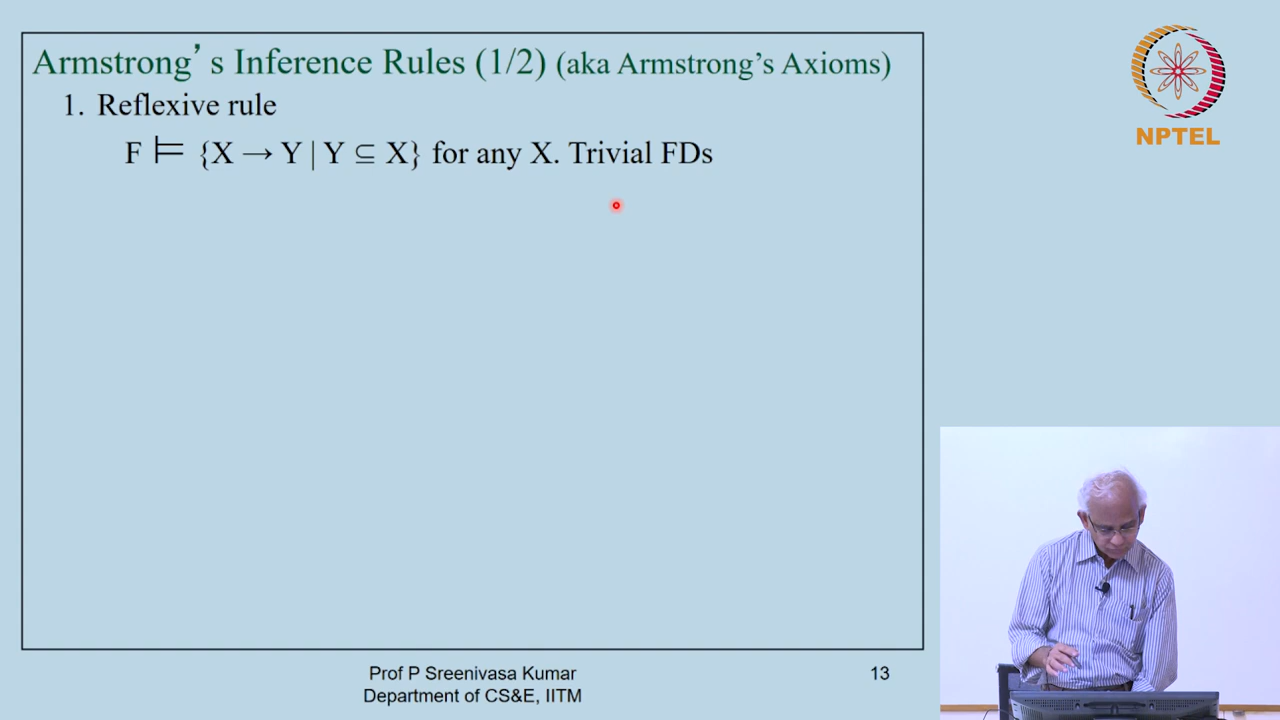 Armstrong’s Inference Rules (1/2) (aka Armstrong’s Axioms)
1. Reflexive rule
F ⊨ {X → Y | Y ⊆ X} for any X. Trivial FDs
NPTEL
Prof P Sreenivasa Kumar
Department of CS&E, IITM
13